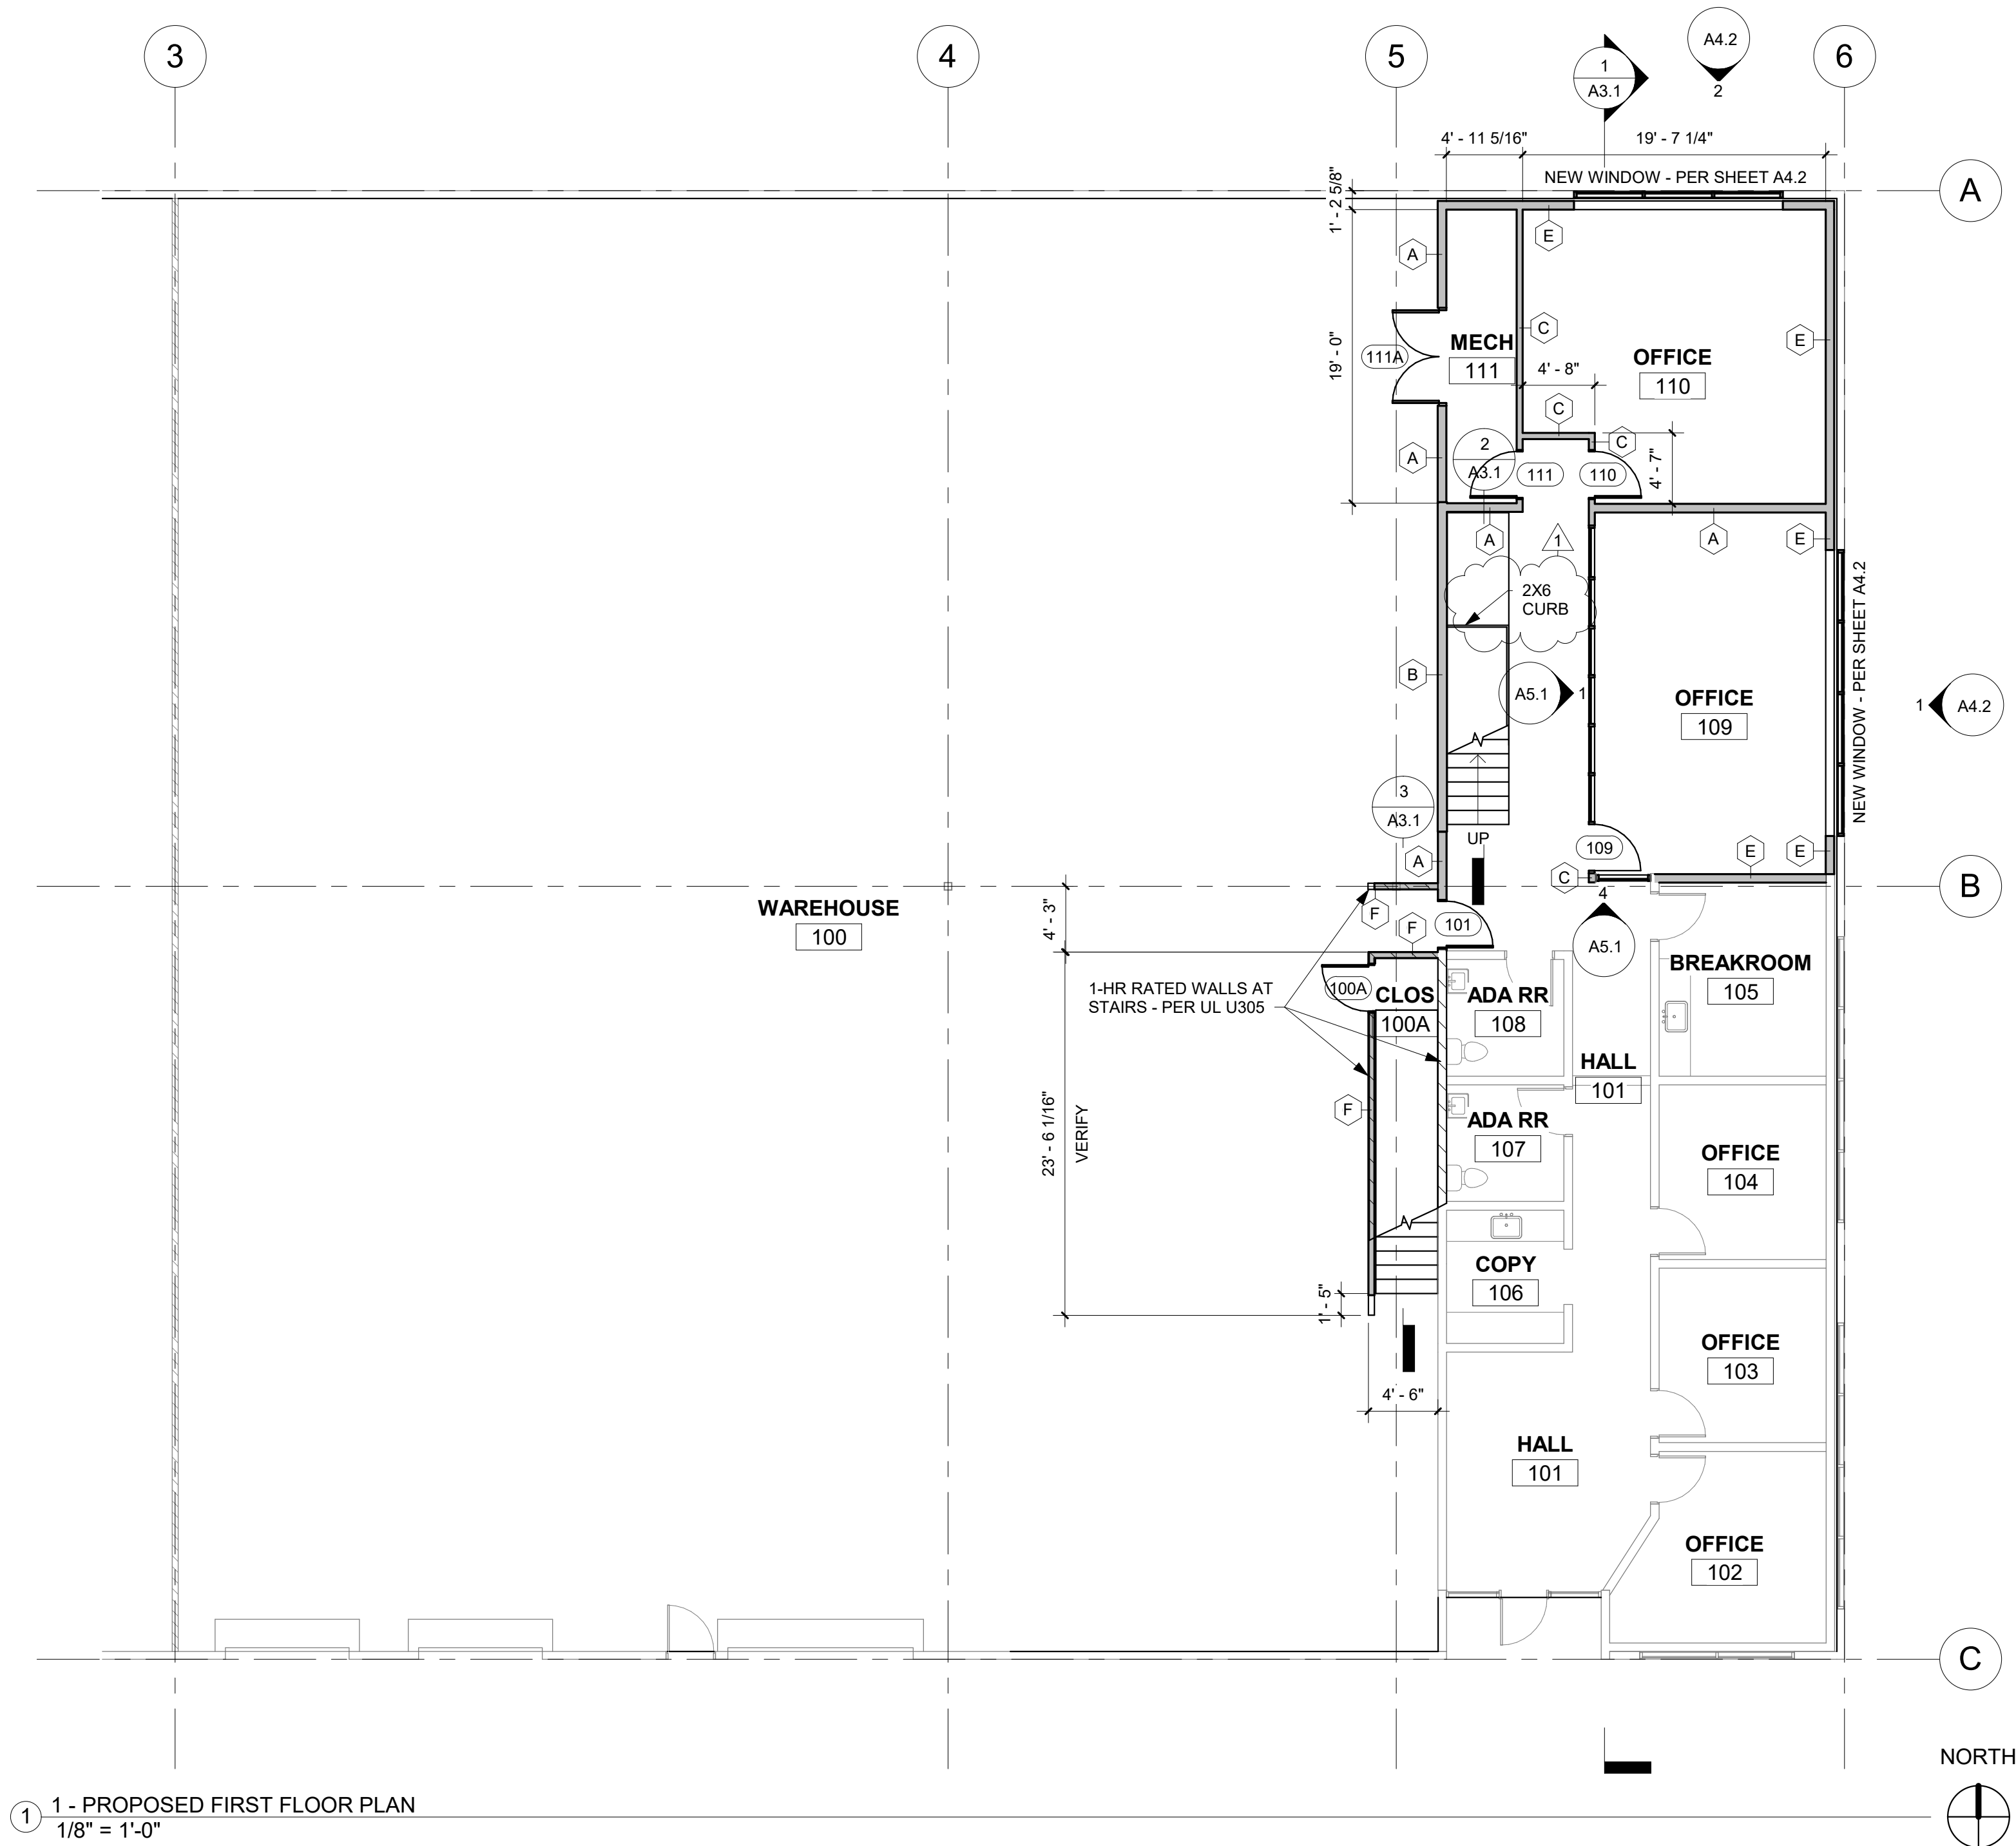 3
4
5
6
1
A3.1
A4.2
2
4' - 11 5/16"
19' - 7 1/4"
NEW WINDOW - PER SHEET A4.2
A
1' - 2 5/8"
E
A
C
E
19' - 0"
111A
MECH
111
4' - 8"
OFFICE
110
C
C
A
2
A3.1
111
110
4' - 7"
A
1
A
E
2X6
CURB
NEW WINDOW - PER SHEET A4.2
B
A5.1
1
OFFICE
109
1
A4.2
3
A3.1
UP
A
109
E
E
C
B
4
WAREHOUSE
100
4' - 3"
F
F
101
A5.1
BREAKROOM
105
1-HR RATED WALLS AT
STAIRS - PER UL U305
100A
CLOS
100A
ADA RR
108
HALL
101
23' - 6 1/16"
VERIFY
F
ADA RR
107
OFFICE
104
COPY
106
1' - 5"
OFFICE
103
4' - 6"
HALL
101
OFFICE
102
C
NORTH
1
1 - PROPOSED FIRST FLOOR PLAN
1/8" = 1'-0"